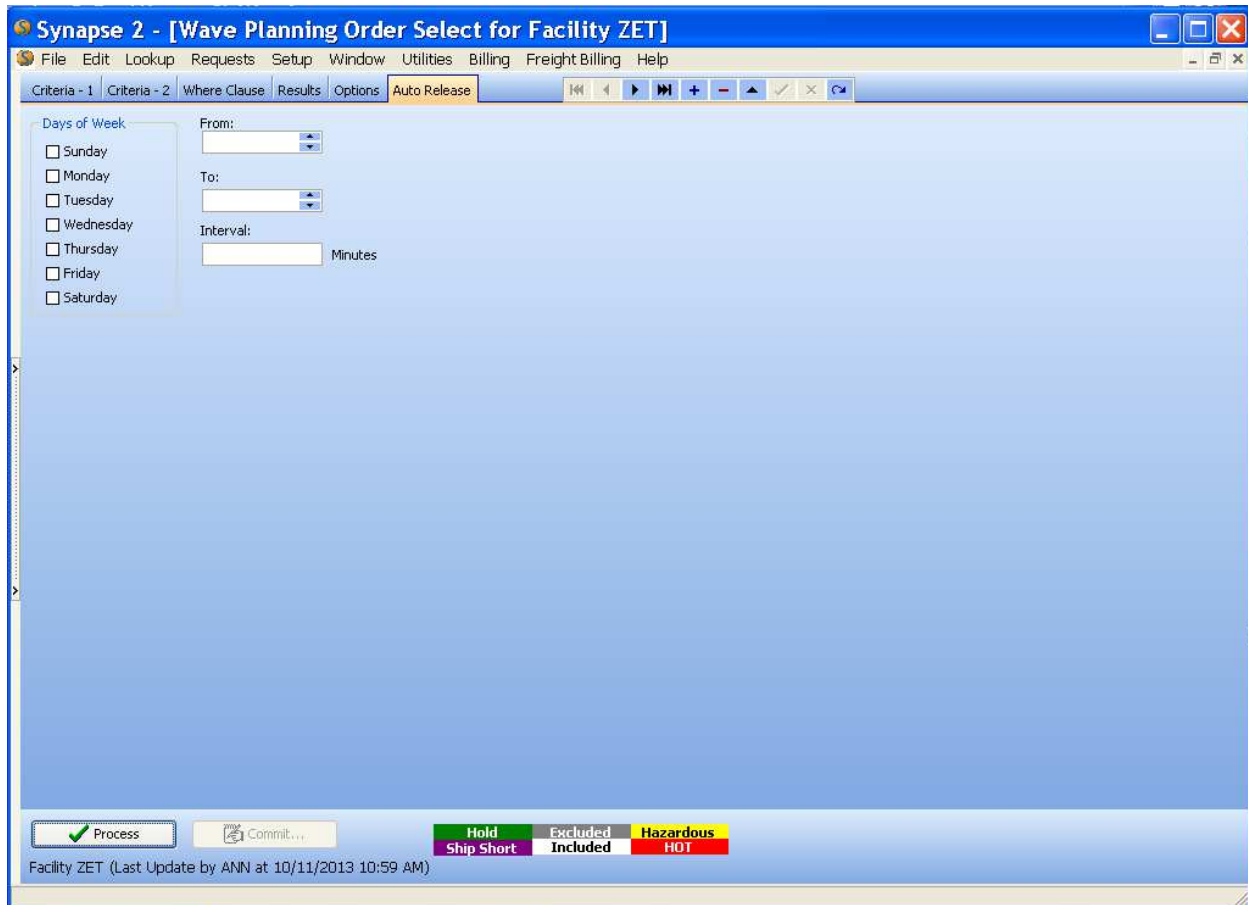 Synapse 2 - [Wave Planning Order Select for Facility ZET]
File Edit Lookup Requests Setup Window Utilities Billing Freight Billing Help
Criteria - 1 Criteria - 2 Where Clause Results Options Auto Release
Days of Week From:
Sunday
Monday To:
Tuesday
Wednesday Interval:
Thursday Minutes
Friday
Saturday
Process Commit... Hold Excluded Hazardous
Ship Short Included HOT
Facility ZET (Last Update by ANN at 10/11/2013 10:59 AM)